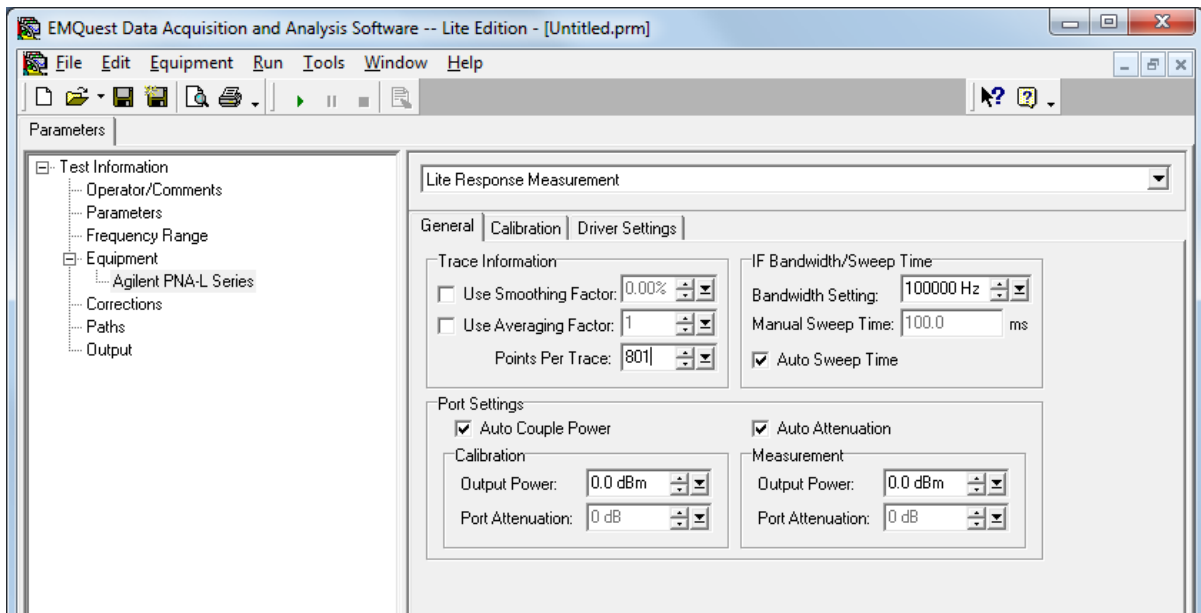 EMQuest Data Acquisition and Analysis Software -- Lite Edition - [Untitled.prm]
File Edit Equipment Run Tools Window Help
Parameters
Test Information
Operator/Comments
Parameters
Frequency Range
Equipment
Agilent PNA-L Series
Corrections
Paths
Output
Lite Response Measurement
General Calibration Driver Settings
Trace Information
Use Smoothing Factor: 0.00%
Use Averaging Factor: 1
Points Per Trace: 801
IF Bandwidth/Sweep Time
Bandwidth Setting: 100000 Hz
Manual Sweep Time: 100.0 ms
Auto Sweep Time
Port Settings
Auto Couple Power
Auto Attenuation
Calibration
Output Power: 0.0 dBm
Port Attenuation: 0 dB
Measurement
Output Power: 0.0 dBm
Port Attenuation: 0 dB